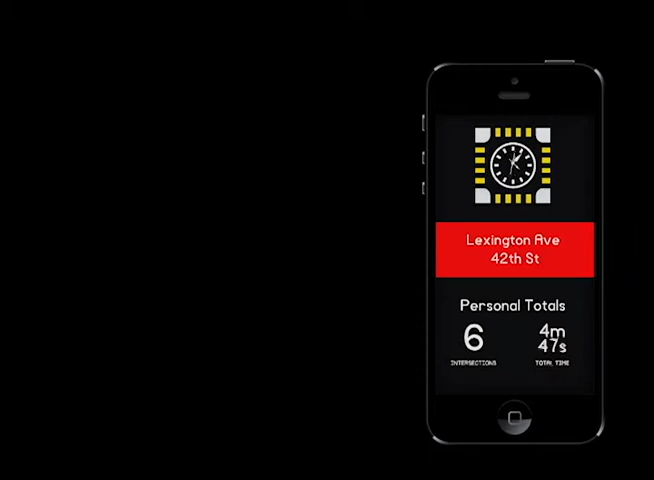 Lexington Ave
42th St
Personal Totals
6
INTERSECTIONS
4m
47s
TOTAL TIME